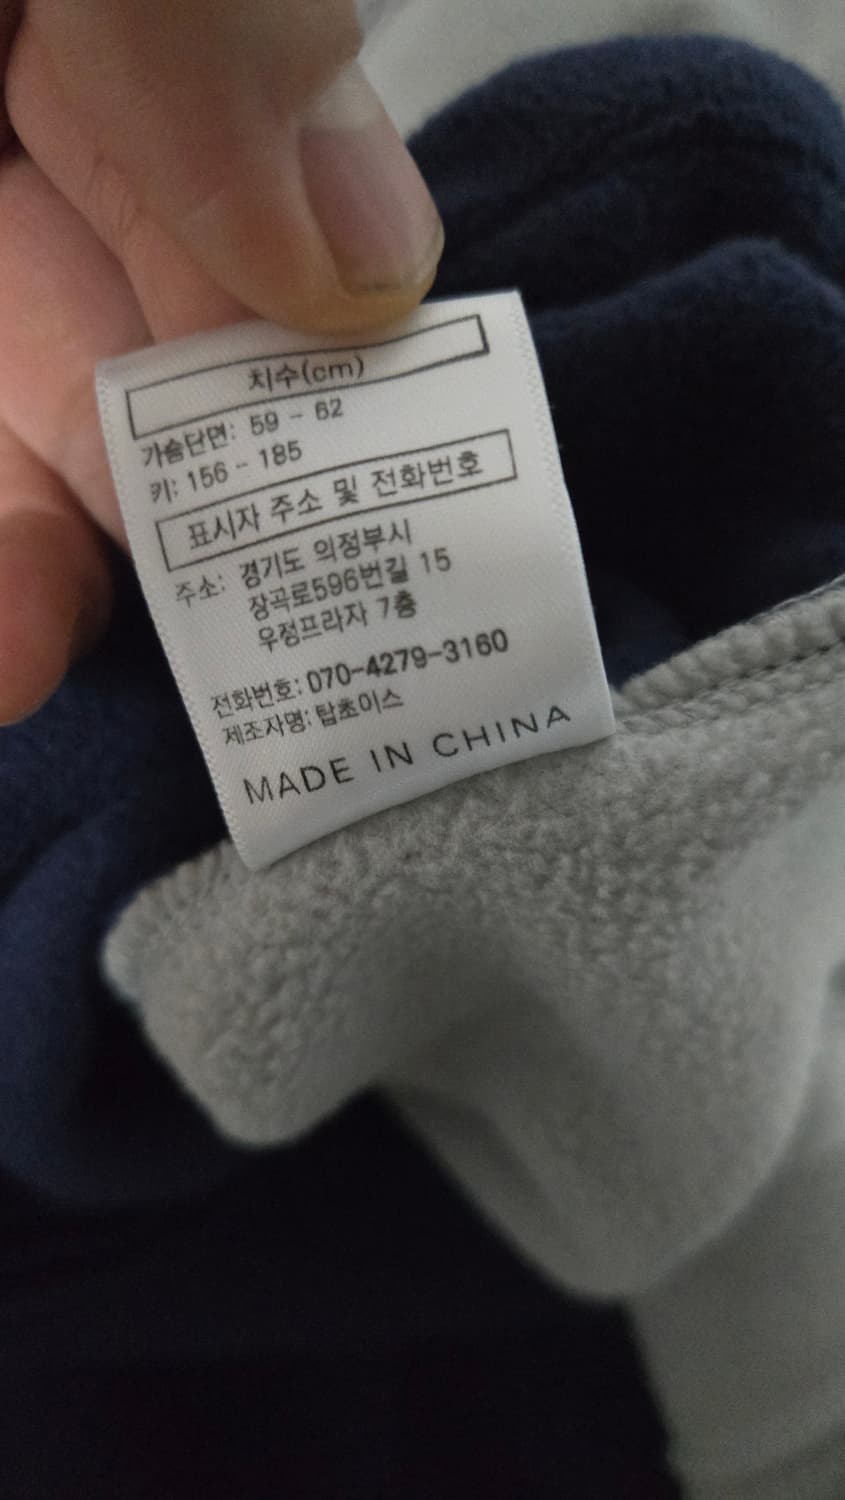 치수(cm)
가슴단면: 59 - 62
키: 156 - 185
표시자 주소 및 전화번호
주소: 경기도 의정부시
장곡로596번길 15
우정프라자 7층
전화번호: 070-4279-3160
제조자명: 탑초이스
MADE IN CHINA